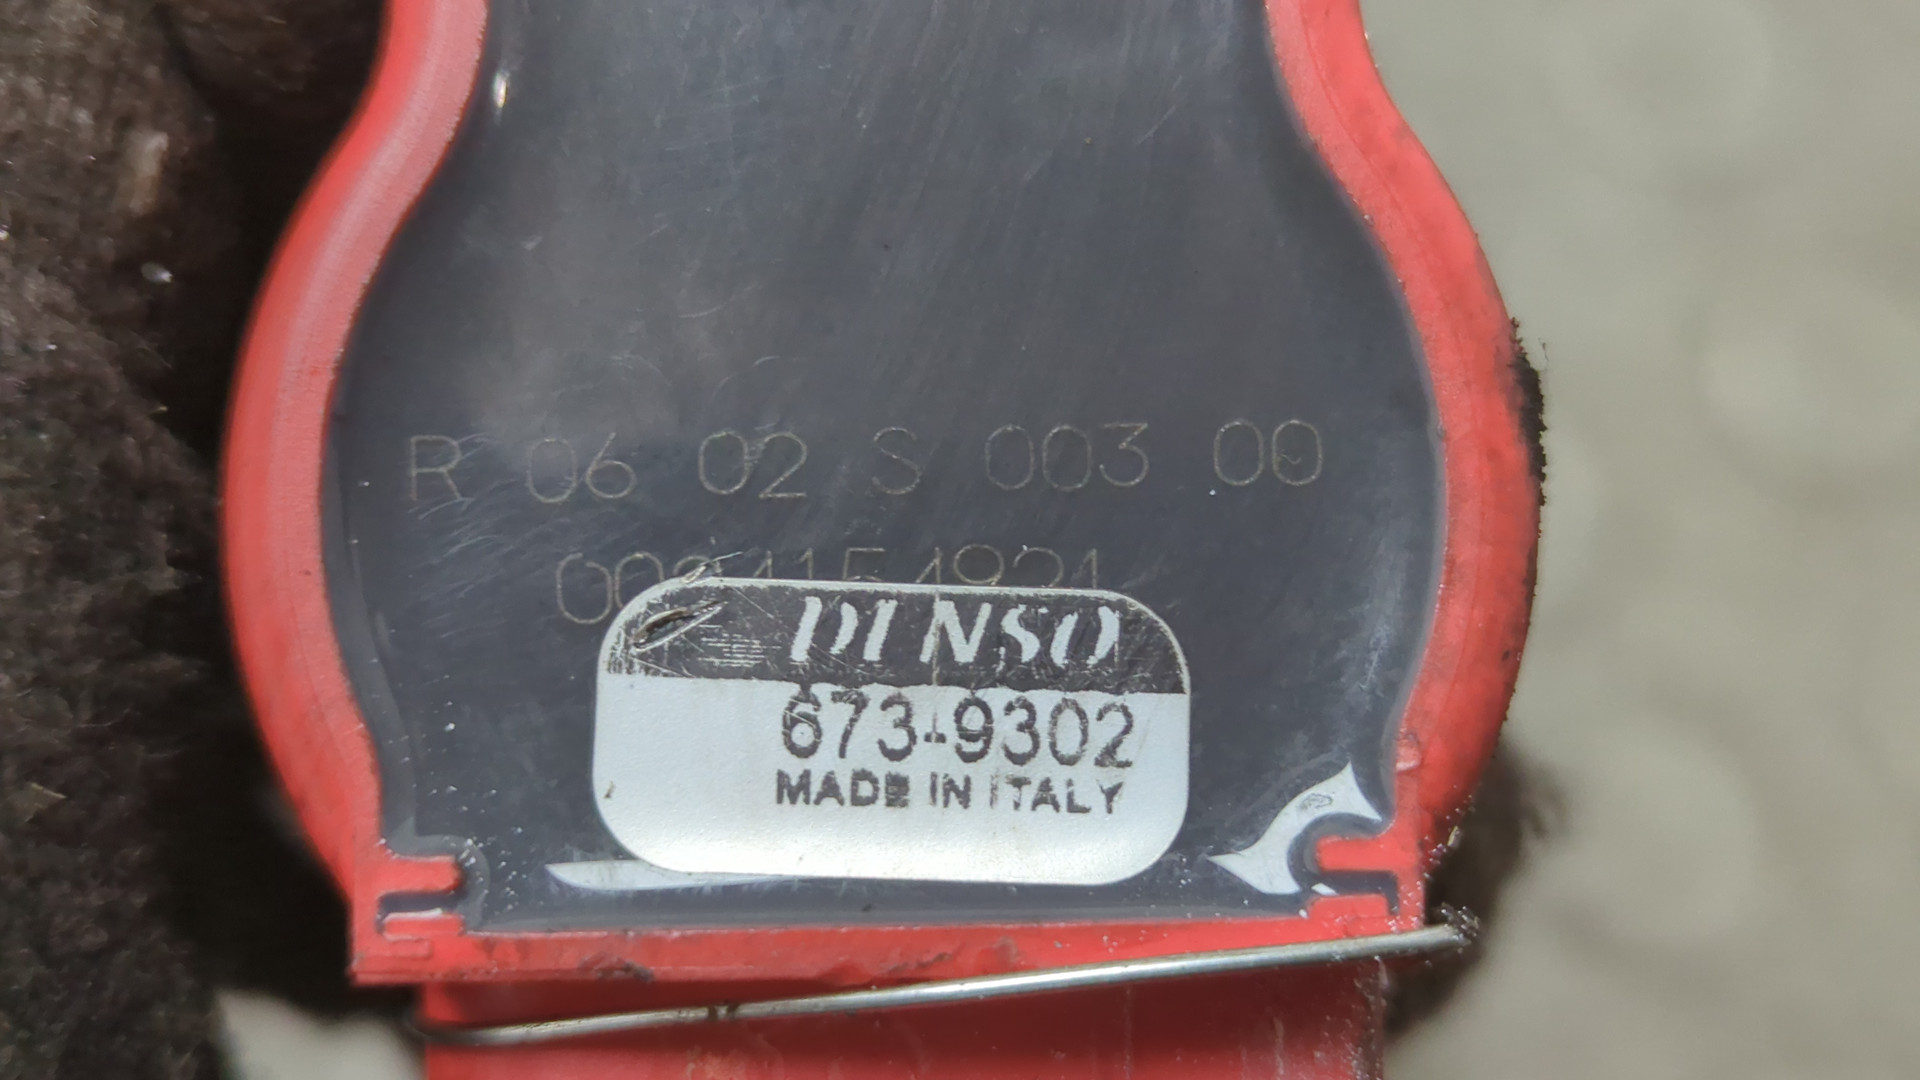 R 06 02 S 003 00
DENSO
673-9302
MADE IN ITALY